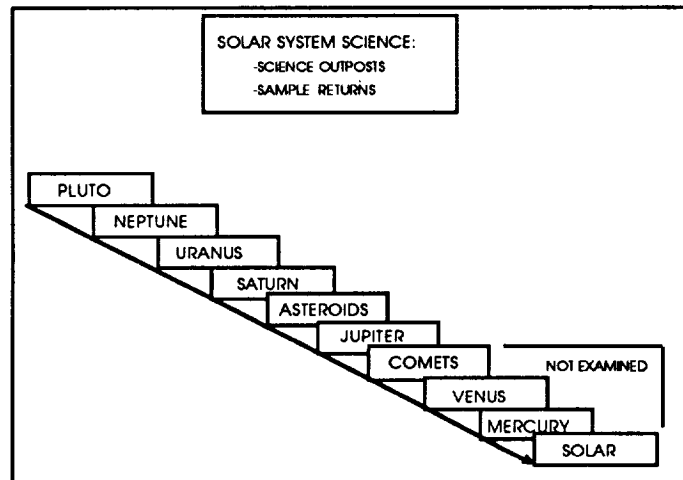 SOLAR SYSTEM SCIENCE:
-SCIENCE OUTPOSTS
-SAMPLE RETURNS
PLUTO
NEPTUNE
URANUS
SATURN
ASTEROIDS
JUPITER
COMETS
NOT EXAMINED
VENUS
MERCURY
SOLAR